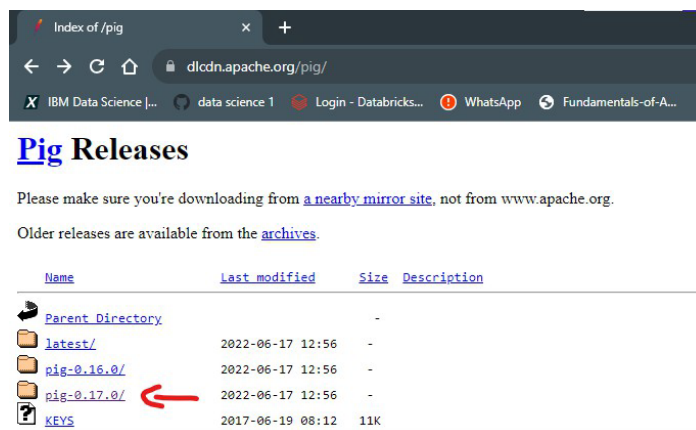 Index of /pig
dlcdn.apache.org/pig/
IBM Data Science |... data science 1 Login - Databricks... WhatsApp Fundamentals-of-A...
Pig Releases
Please make sure you're downloading from a nearby mirror site, not from www.apache.org.
Older releases are available from the archives.
Name Last modified Size Description
Parent Directory -
latest/ 2022-06-17 12:56 -
pig-0.16.0/ 2022-06-17 12:56 -
pig-0.17.0/ 2022-06-17 12:56 -
KEYS 2017-06-19 08:12 11K